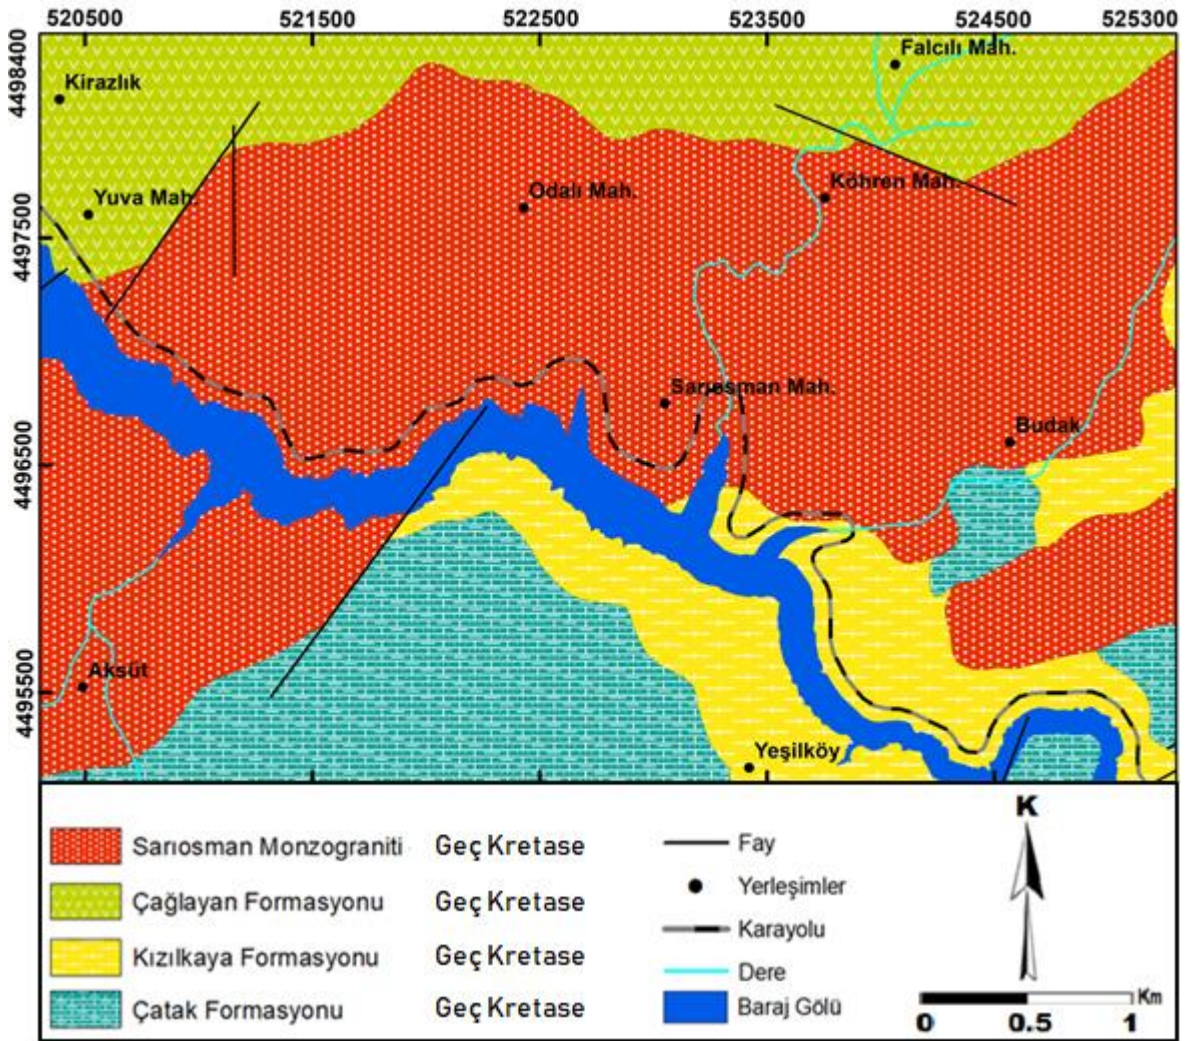 520500 521500 522500 523500 524500 525300
4498400
4497500
4496500
4495500
Falcılı Mah.
Kirazlık
Köhren Mah.
Yuva Mah.
Odalı Mah.
Sarıosman Mah.
Budak
Aksüt
Yeşilköy
Sarıosman Monzograniti Geç Kretase
Çağlayan Formasyonu Geç Kretase
Kızılkaya Formasyonu Geç Kretase
Çatak Formasyonu Geç Kretase
Fay
Yerleşimler
Karayolu
Dere
Baraj Gölü
K
Km
0 0.5 1